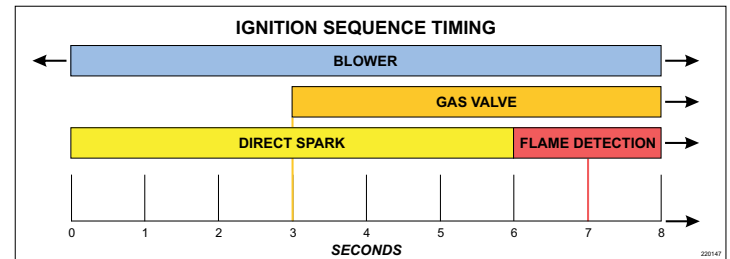 IGNITION SEQUENCE TIMING
BLOWER
GAS VALVE
DIRECT SPARK FLAME DETECTION
0 1 2 3 4 5 6 7 8
SECONDS
220147